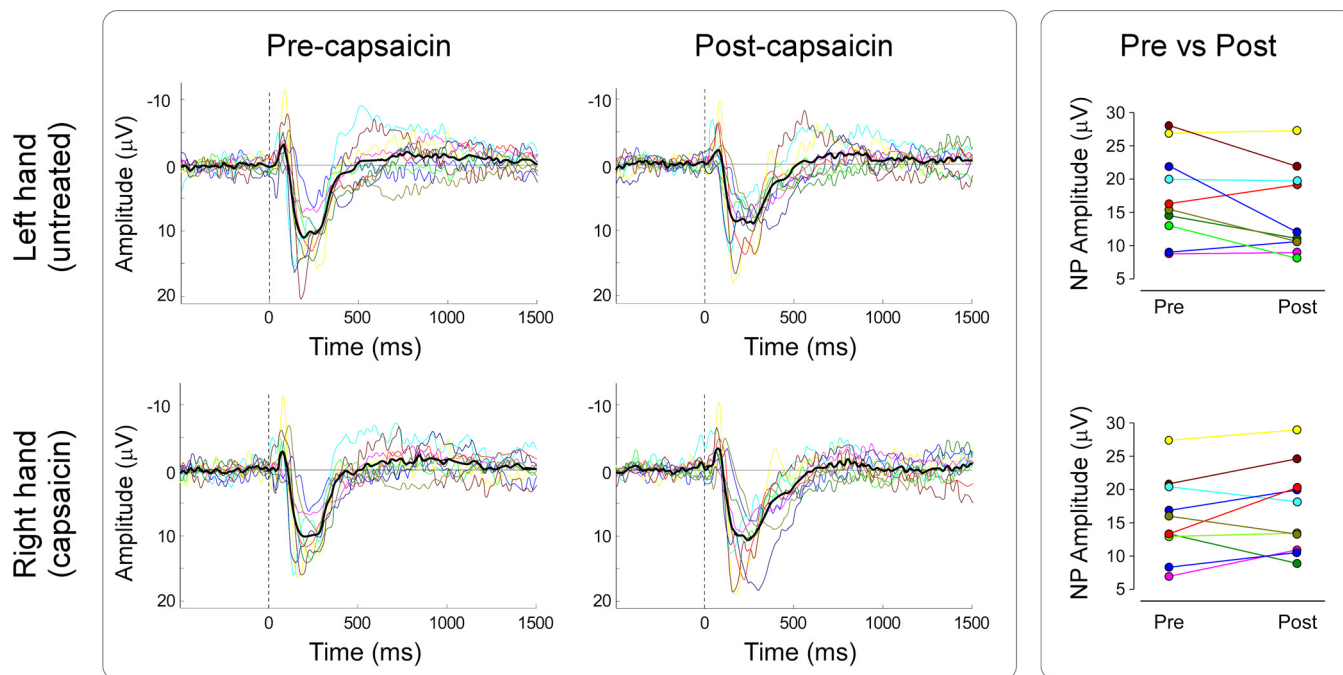 Pre-capsaicin
Post-capsaicin
Pre vs Post
Left hand
(untreated)
Amplitude (μV)
-10
0
10
20
0
500
1000
1500
Time (ms)
-10
0
10
20
0
500
1000
1500
Time (ms)
NP Amplitude (μV)
30
25
20
15
10
5
Pre
Post
Right hand
(capsaicin)
Amplitude (μV)
-10
0
10
20
0
500
1000
1500
Time (ms)
-10
0
10
20
0
500
1000
1500
Time (ms)
NP Amplitude (μV)
30
25
20
15
10
5
Pre
Post